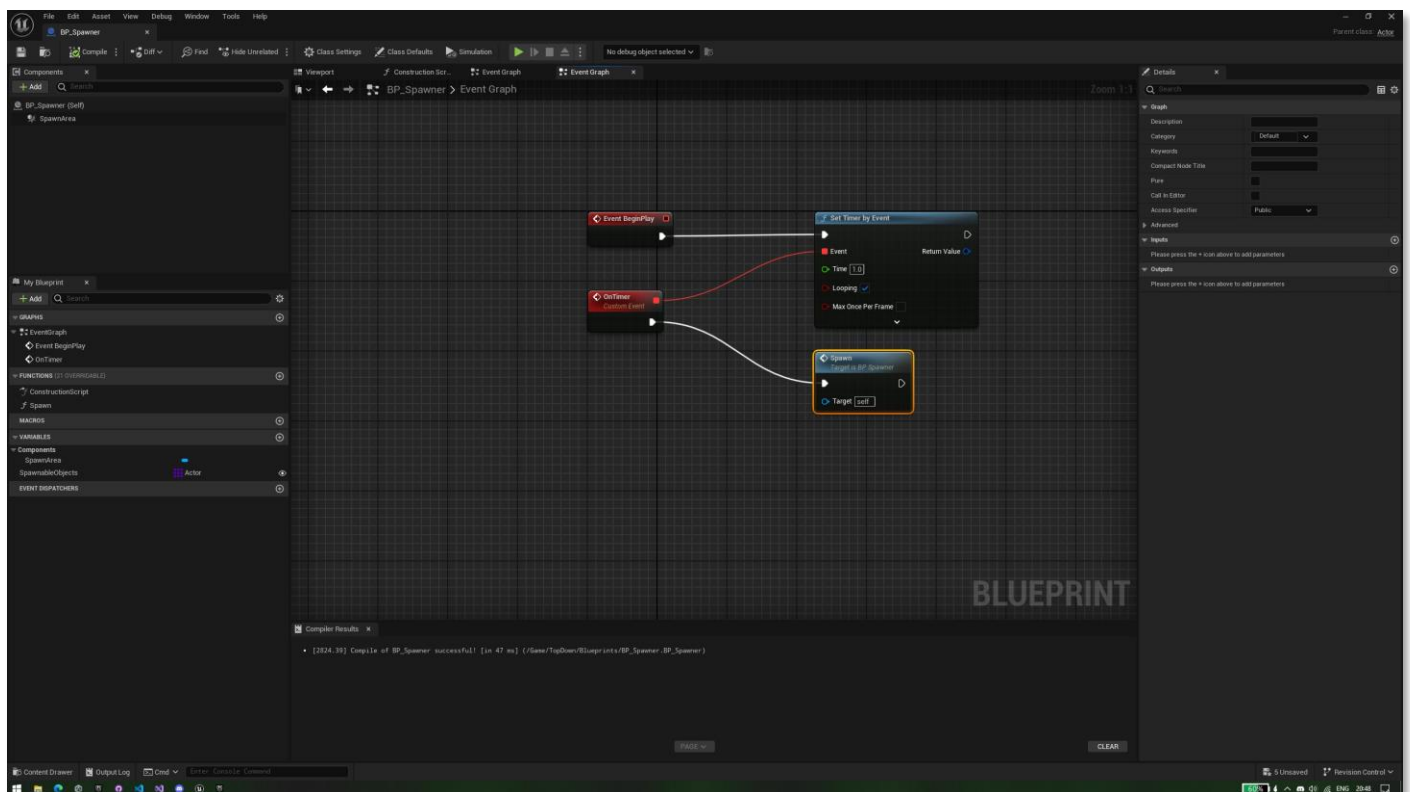 File Edit Asset View Debug Window Tools Help
BP_Spawner
Parent class: Actor
Compile Diff Find Hide Unrelated Class Settings Class Defaults Simulation No debug object selected
Components
+ Add Search
BP_Spawner (Self)
SpawnArea
My Blueprint
+ Add Search
GRAPHS
EventGraph
Event BeginPlay
OnTimer
FUNCTIONS (21 OVERRIDABLE)
ConstructionScript
Spawn
MACROS
VARIABLES
Components
SpawnArea
SpawnableObjects Actor
EVENT DISPATCHERS
Viewport Construction Scr... Event Graph Event Graph
BP_Spawner > Event Graph Zoom 1:1
Event BeginPlay
Set Timer by Event
Event Return Value
Time 1.0
Looping
Max Once Per Frame
OnTimer
Custom Event
Spawn
Target is BP Spawner
Target self
BLUEPRINT
Compiler Results
[2824.39] Compile of BP_Spawner successful! [in 47 ms] (/Game/TopDown/Blueprints/BP_Spawner.BP_Spawner)
PAGE CLEAR
Details
Search
Graph
Description
Category Default
Keywords
Compact Node Title
Pure
Call In Editor
Access Specifier Public
Advanced
Inputs
Please press the + icon above to add parameters
Outputs
Please press the + icon above to add parameters
Content Drawer Output Log Cmd Enter Console Command 5 Unsaved Revision Control
60% ENG 20:48